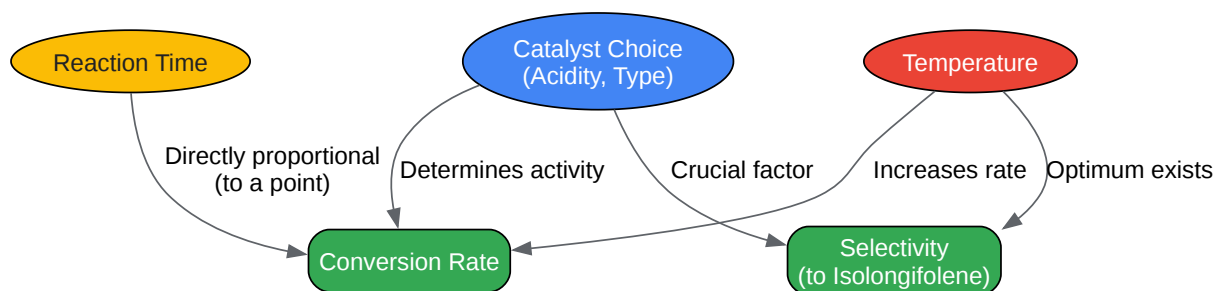 Reaction Time
Catalyst Choice
(Acidity, Type)
Temperature
Directly proportional
(to a point)
Determines activity
Crucial factor
Increases rate
Optimum exists
Conversion Rate
Selectivity
(to Isolongifolene)